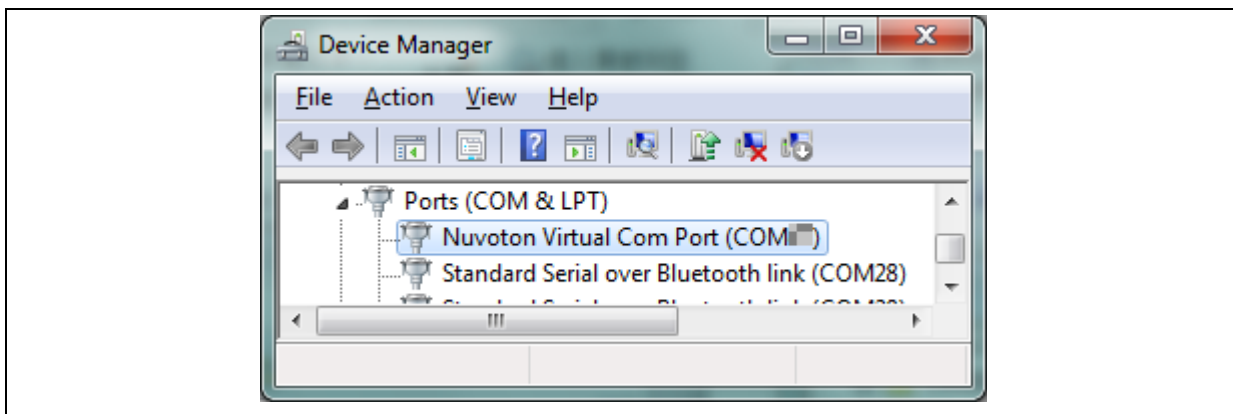 Device Manager
File Action View Help
Ports (COM & LPT)
Nuvoton Virtual Com Port (COM )
Standard Serial over Bluetooth link (COM28)